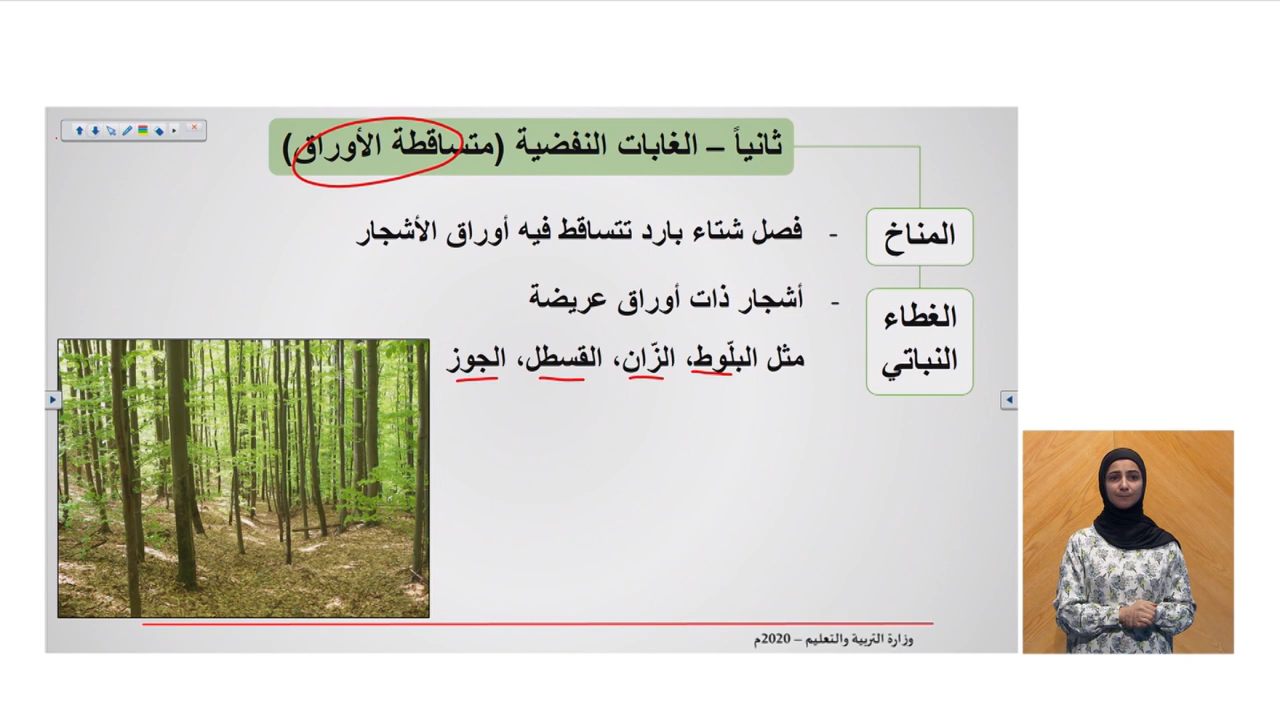 ثانياً – الغابات النفضية (متساقطة الأوراق)
المناخ
- فصل شتاء بارد تتساقط فيه أوراق الأشجار
الغطاء
النباتي
- أشجار ذات أوراق عريضة
مثل البلّوط، الزّان، القسطل، الجوز
وزارة التربية والتعليم – 2020م